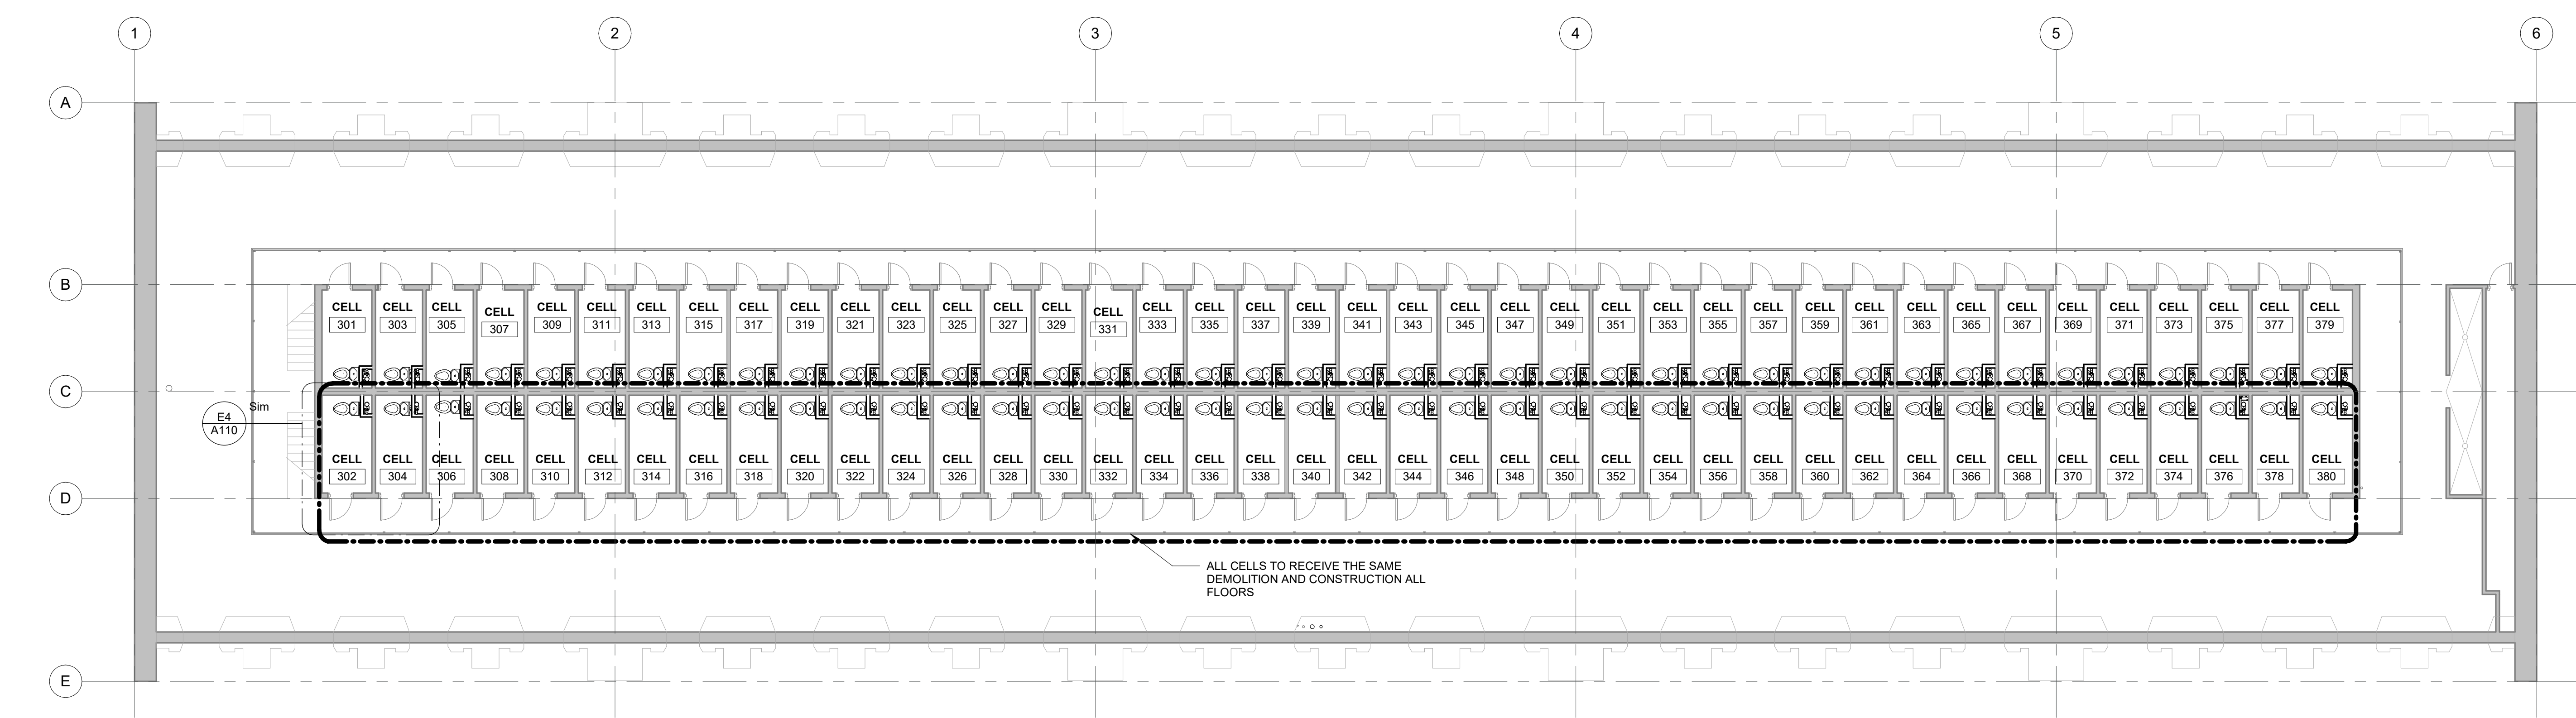 1 2 3 4 5 6
A
B
CELL CELL CELL CELL CELL CELL CELL CELL CELL CELL CELL CELL CELL CELL CELL CELL CELL CELL CELL CELL CELL CELL CELL CELL CELL CELL CELL CELL CELL CELL CELL CELL CELL CELL CELL CELL CELL CELL CELL CELL
301 303 305 307 309 311 313 315 317 319 321 323 325 327 329 331 333 335 337 339 341 343 345 347 349 351 353 355 357 359 361 363 365 367 369 371 373 375 377 379
C
Sim
E4
A110
CELL CELL CELL CELL CELL CELL CELL CELL CELL CELL CELL CELL CELL CELL CELL CELL CELL CELL CELL CELL CELL CELL CELL CELL CELL CELL CELL CELL CELL CELL CELL CELL CELL CELL CELL CELL CELL CELL CELL CELL
302 304 306 308 310 312 314 316 318 320 322 324 326 328 330 332 334 336 338 340 342 344 346 348 350 352 354 356 358 360 362 364 366 368 370 372 374 376 378 380
D
ALL CELLS TO RECEIVE THE SAME
DEMOLITION AND CONSTRUCTION ALL
FLOORS
E